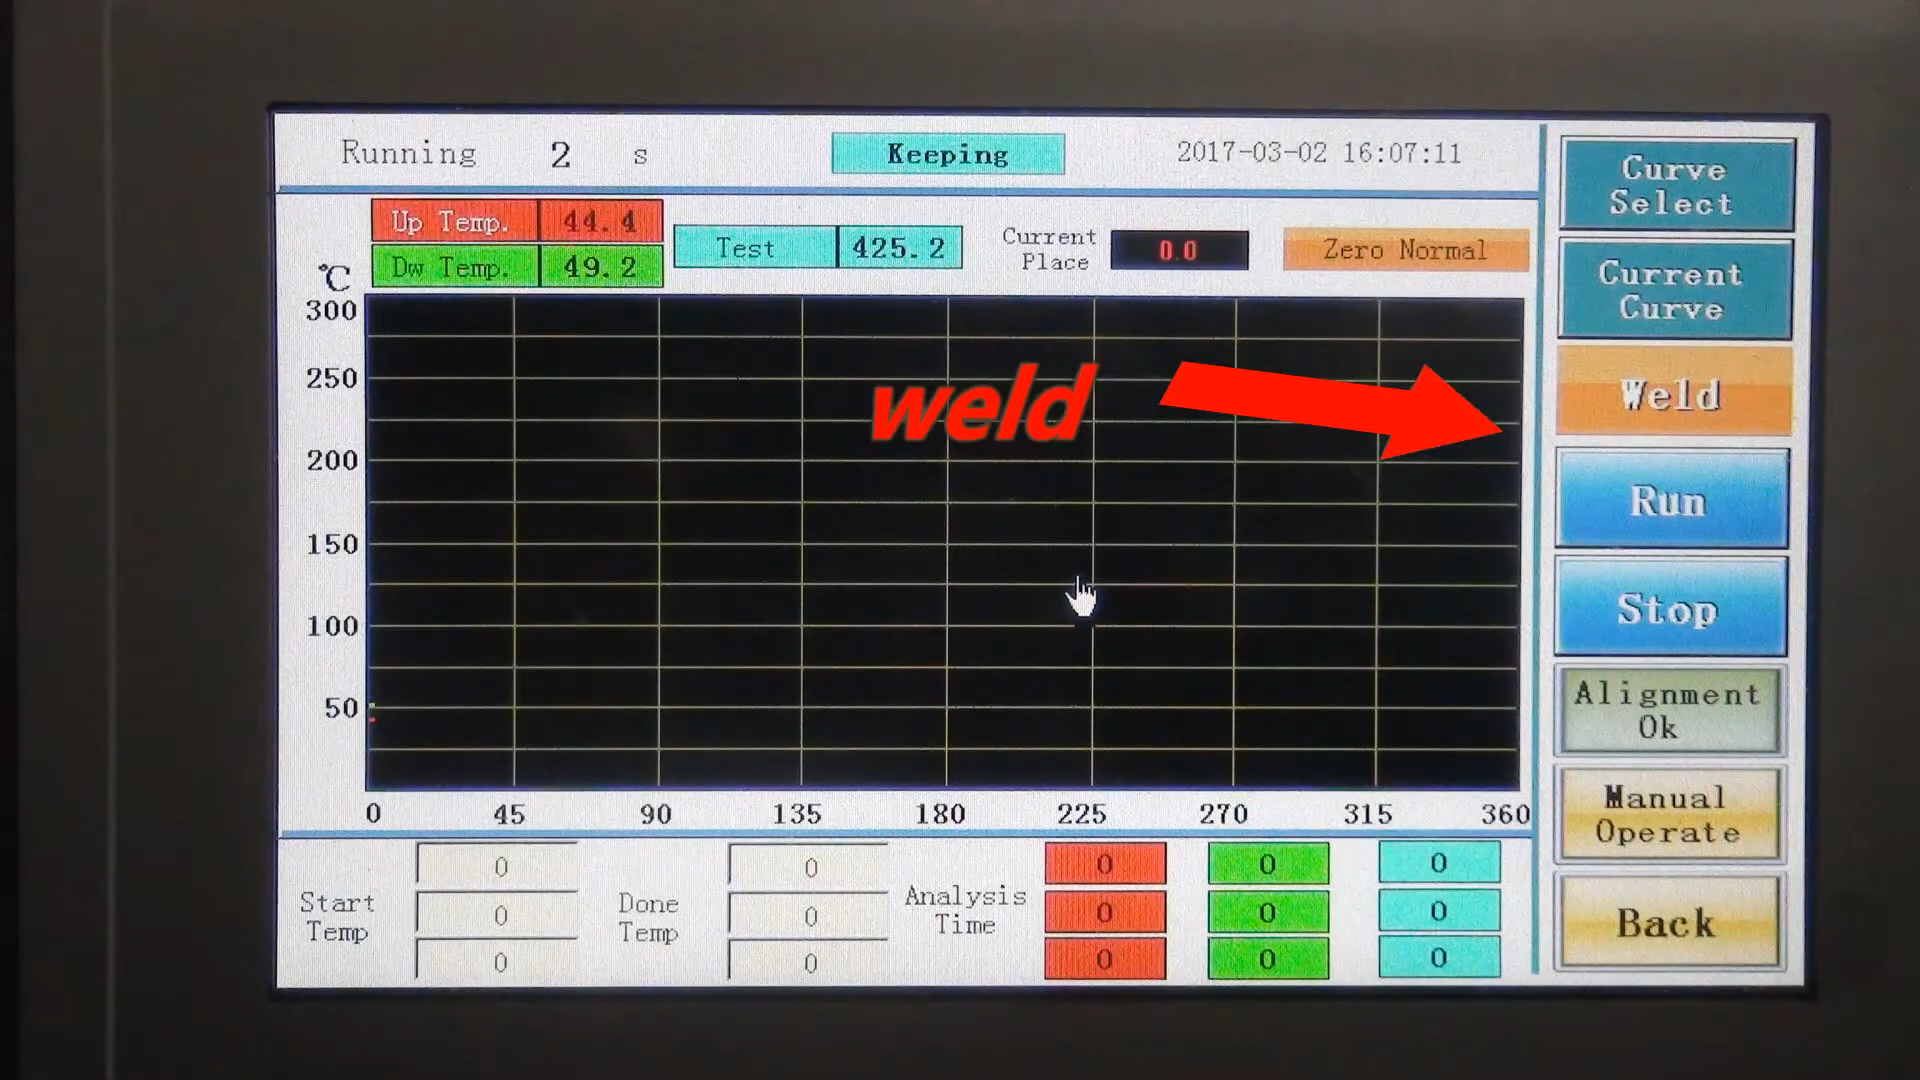 Running 2 s Keeping 2017-03-02 16:07:11
Up Temp. 44.4
Dw Temp. 49.2
Test 425.2
Current
Place
0.0
Zero Normal
℃
300
250
200
150
100
50
0 45 90 135 180 225 270 315 360
weld
Start
Temp
0
0
0
Done
Temp
0
0
0
Analysis
Time
0 0 0
0 0 0
0 0 0
Curve
Select
Current
Curve
Weld
Run
Stop
Alignment
Ok
Manual
Operate
Back